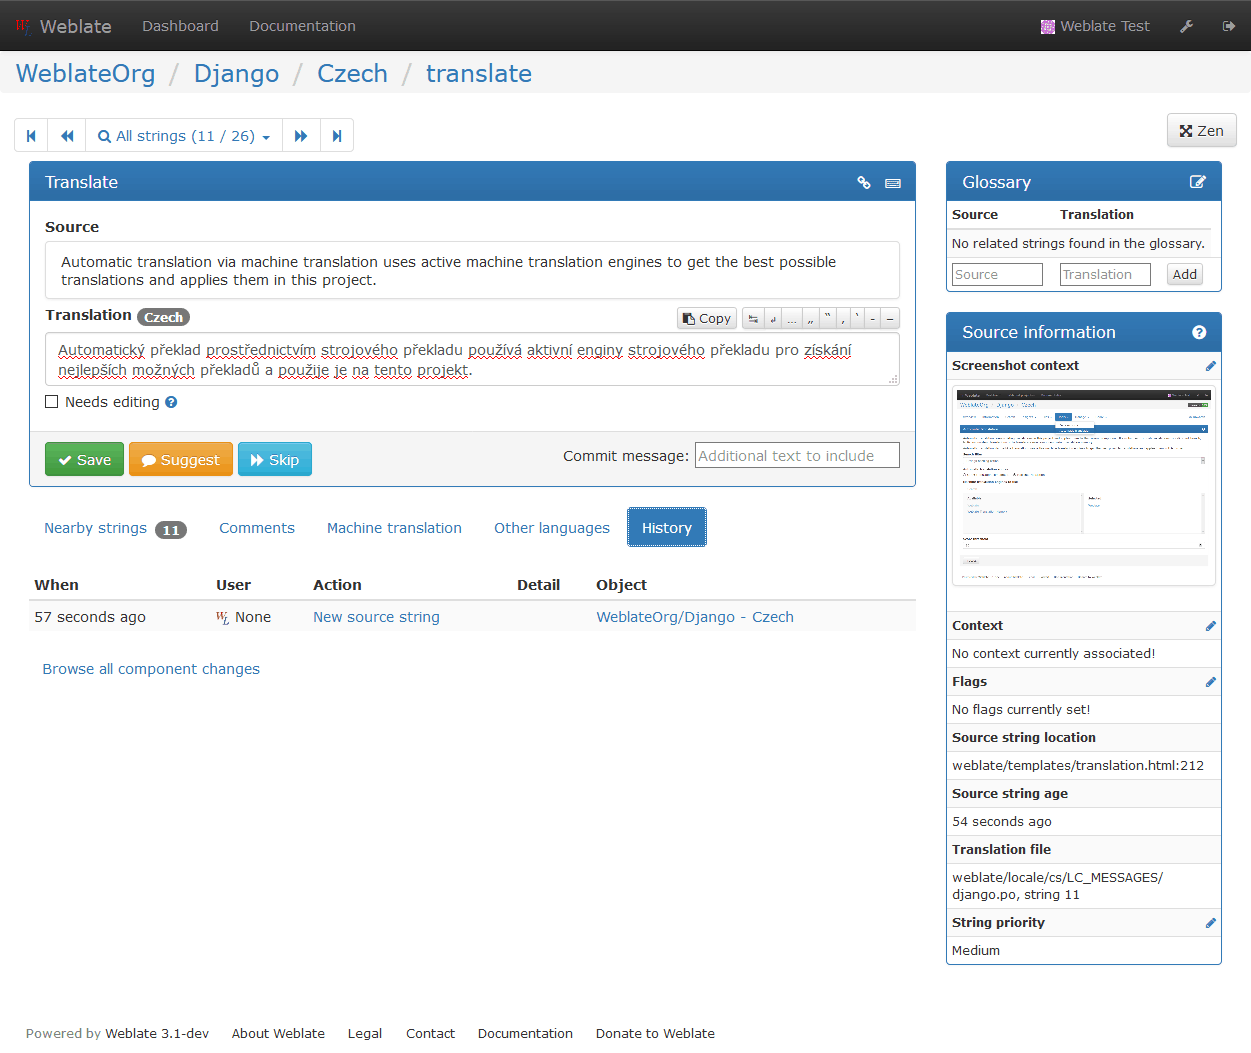 Weblate Dashboard Documentation Weblate Test
WeblateOrg / Django / Czech / translate
All strings (11 / 26)
Zen
Translate
Source
Automatic translation via machine translation uses active machine translation engines to get the best possible
translations and applies them in this project.
Translation Czech
Copy … „ “ ‚ ‘ - –
Automatický překlad prostřednictvím strojového překladu používá aktivní enginy strojového překladu pro získání
nejlepších možných překladů a použije je na tento projekt.
Needs editing
Save Suggest Skip
Commit message: Additional text to include
Nearby strings 11 Comments Machine translation Other languages History
When User Action Detail Object
57 seconds ago None New source string WeblateOrg/Django - Czech
Browse all component changes
Glossary
Source Translation
No related strings found in the glossary.
Source Translation Add
Source information
Screenshot context
Context
No context currently associated!
Flags
No flags currently set!
Source string location
weblate/templates/translation.html:212
Source string age
54 seconds ago
Translation file
weblate/locale/cs/LC_MESSAGES/
django.po, string 11
String priority
Medium
Powered by Weblate 3.1-dev About Weblate Legal Contact Documentation Donate to Weblate